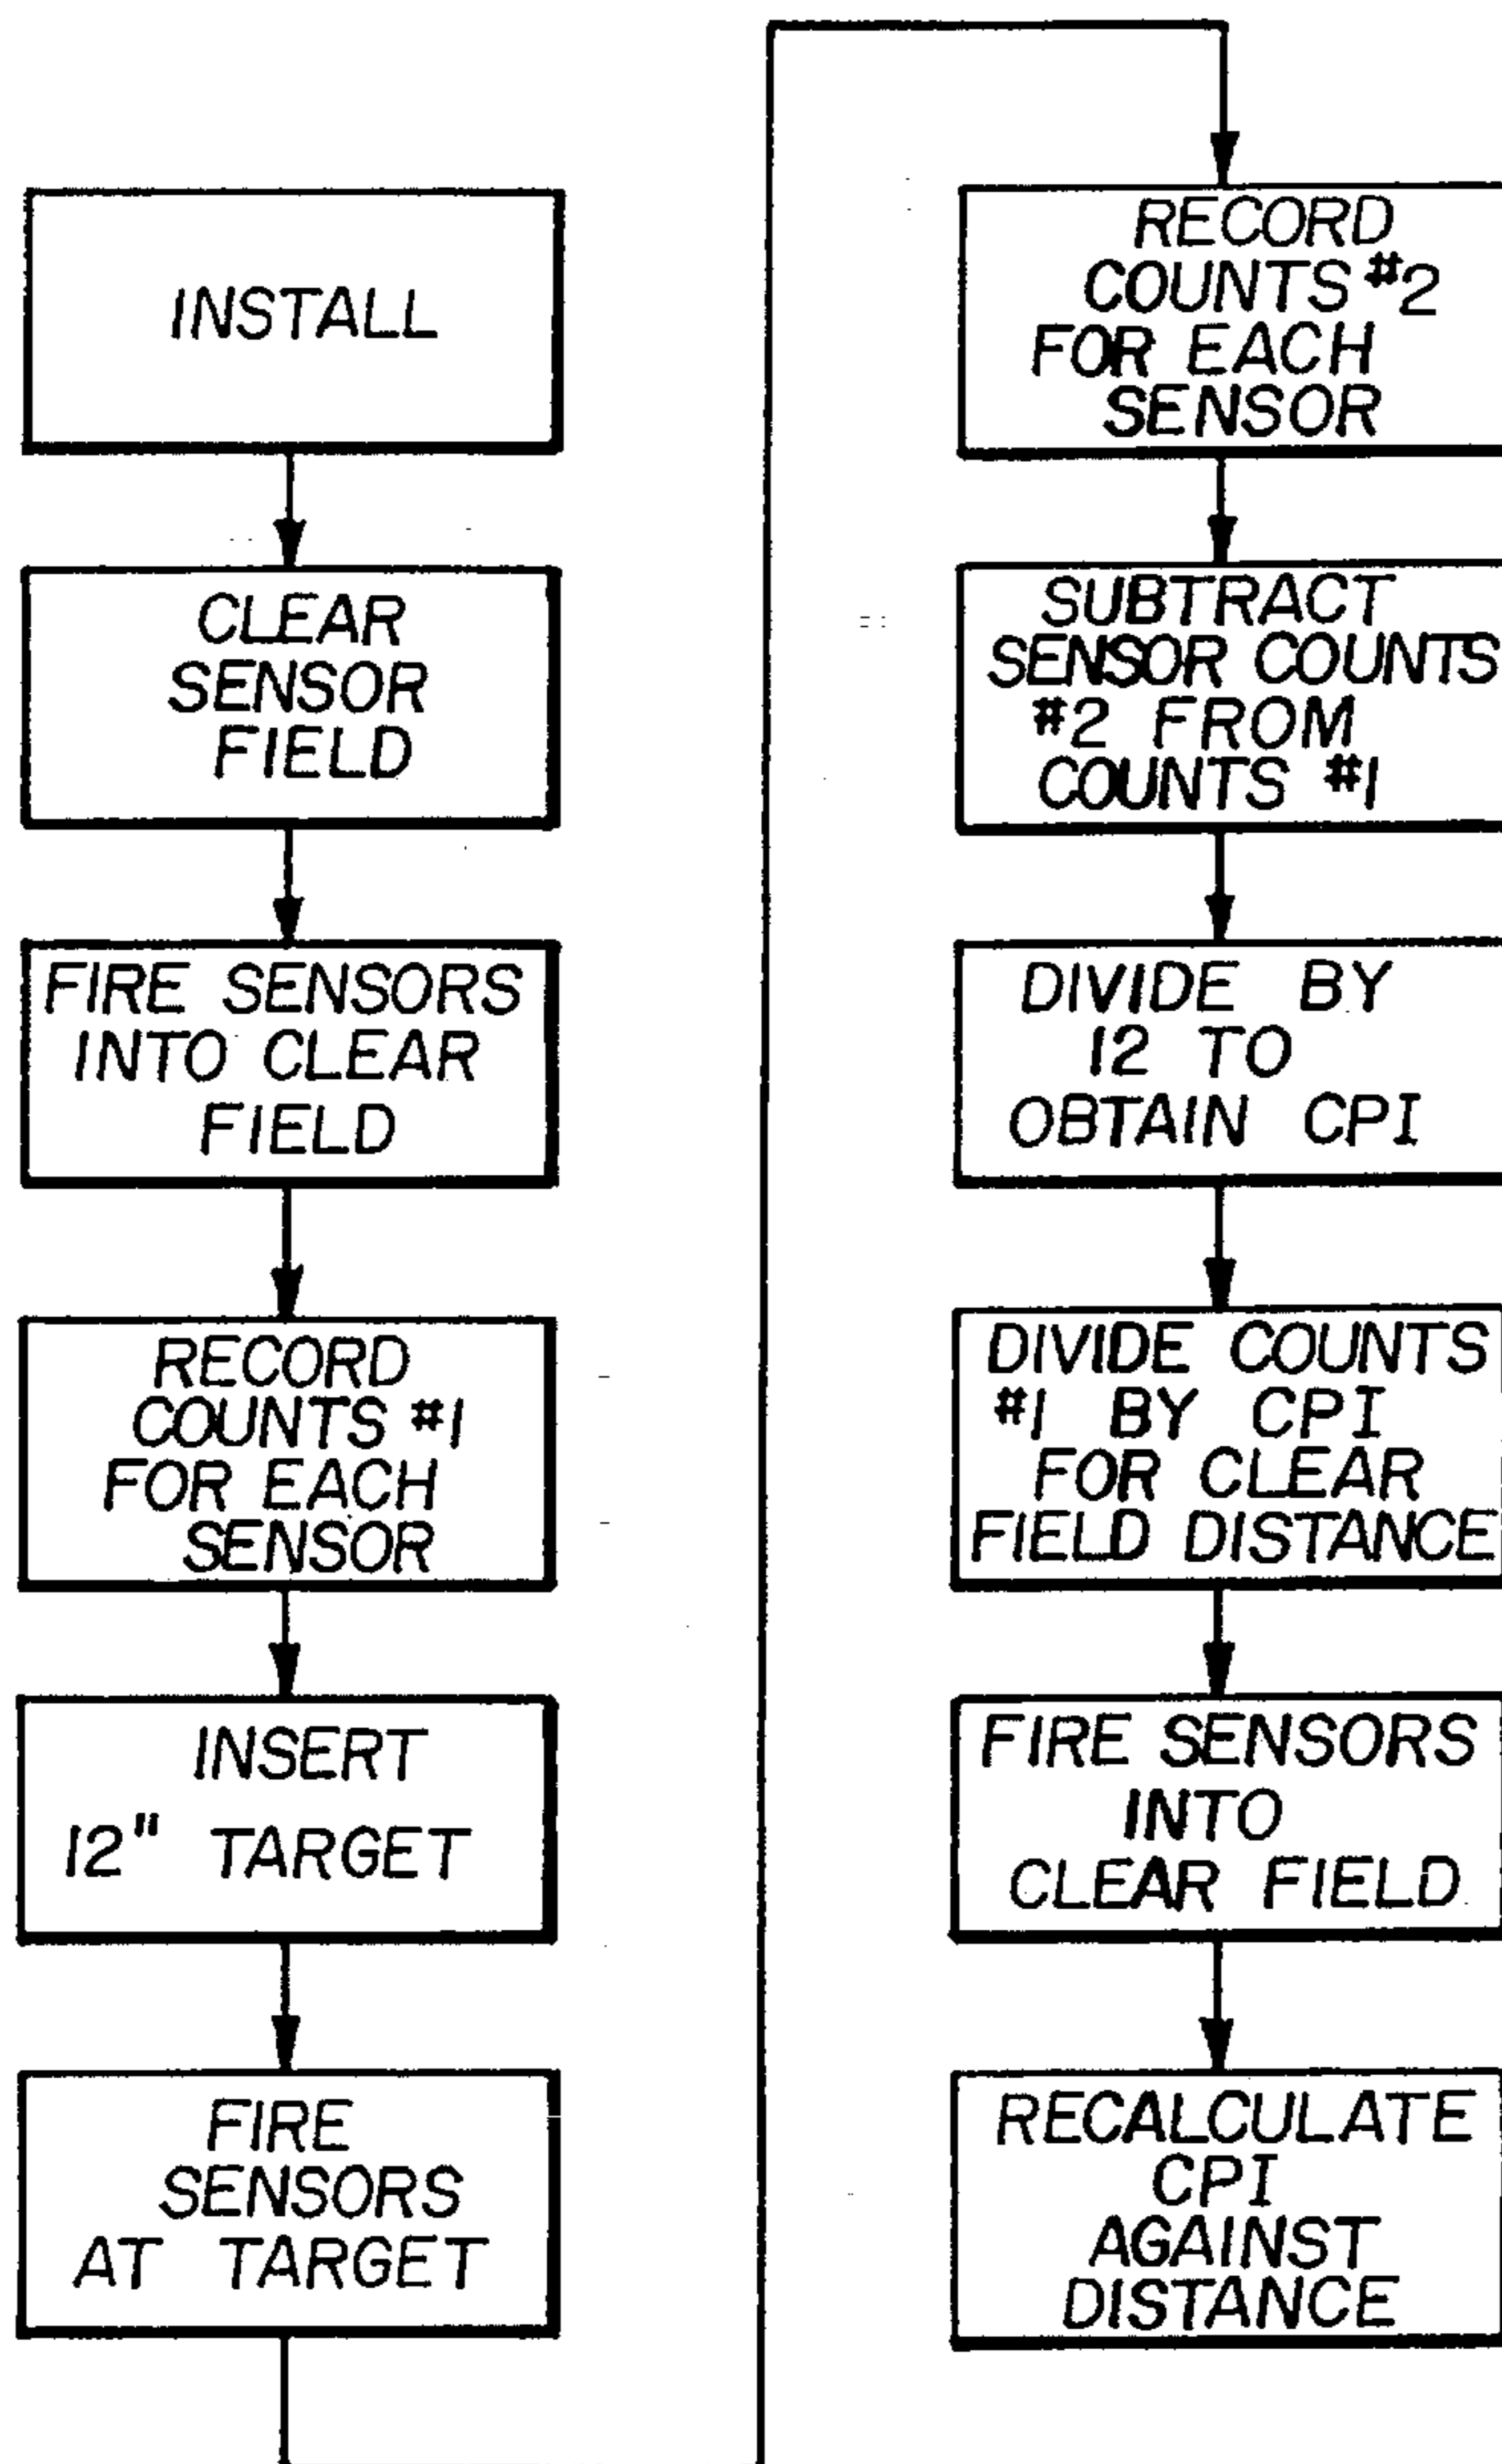 INSTALL
CLEAR
SENSOR
FIELD
FIRE SENSORS
INTO CLEAR
FIELD
RECORD
COUNTS #1
FOR EACH
SENSOR
INSERT
12" TARGET
FIRE
SENSORS
AT TARGET
RECORD
COUNTS #2
FOR EACH
SENSOR
SUBTRACT
SENSOR COUNTS
#2 FROM
COUNTS #1
DIVIDE BY
12 TO
OBTAIN CPI
DIVIDE COUNTS
#1 BY CPI
FOR CLEAR
FIELD DISTANCE
FIRE SENSORS
INTO
CLEAR FIELD
RECALCULATE
CPI
AGAINST
DISTANCE